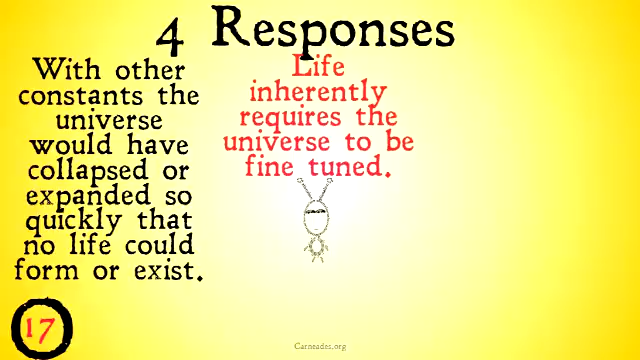 4 Responses
With other
constants the
universe
would have
collapsed or
expanded so
quickly that
no life could
form or exist.
Life
inherently
requires the
universe to be
fine tuned.
17
Carneades.org